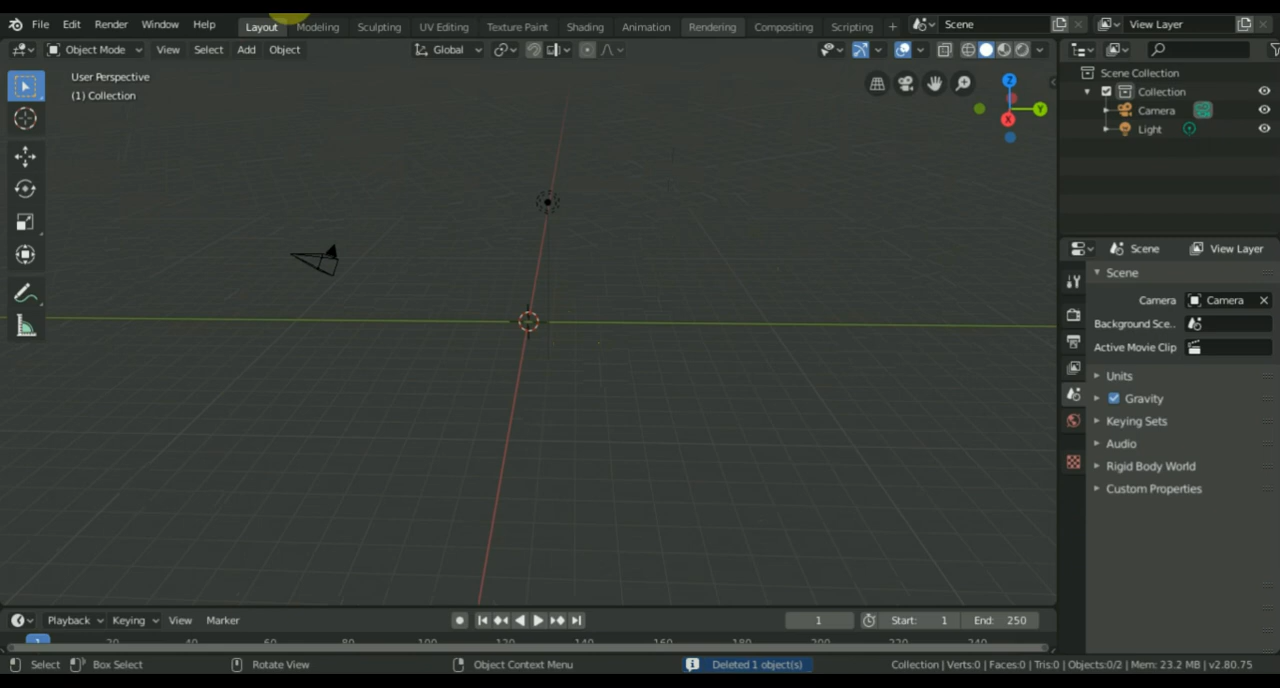 File Edit Render Window Help Layout Modeling Sculpting UV Editing Texture Paint Shading Animation Rendering Compositing Scripting + Scene View Layer
Object Mode View Select Add Object Global
User Perspective
(1) Collection
Z
Y
X
Scene Collection
Collection
Camera
Light
Scene View Layer
Scene
Camera Camera
Background Sce..
Active Movie Clip
Units
Gravity
Keying Sets
Audio
Rigid Body World
Custom Properties
Playback Keying View Marker 1 Start: 1 End: 250
1 20 40 60 80 100 120 140 160 180 200 220 240
Select Box Select Rotate View Object Context Menu Deleted 1 object(s) Collection | Verts:0 | Faces:0 | Tris:0 | Objects:0/2 | Mem: 23.2 MB | v2.80.75